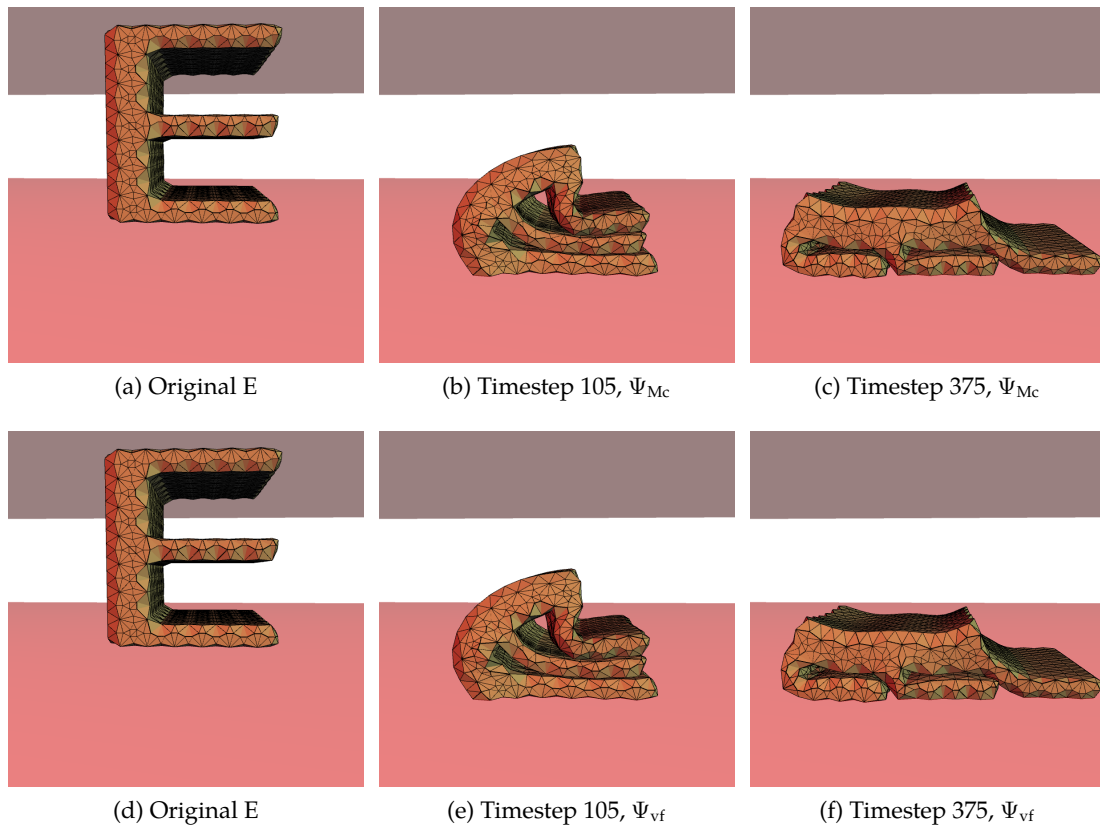 (a) Original E
(b) Timestep 105, Ψ_Mc
(c) Timestep 375, Ψ_Mc
(d) Original E
(e) Timestep 105, Ψ_vf
(f) Timestep 375, Ψ_vf